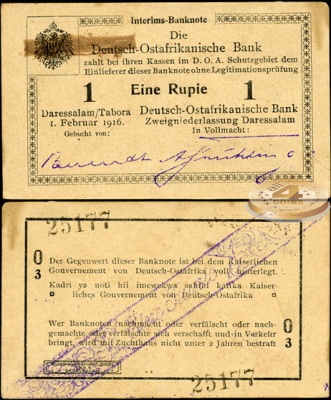 Interims-Banknote
Die
Deutsch-Ostafrikanische Bank
zahlt bei ihren Kassen im D. O. A. Schutzgebiet dem
Einlieferer dieser Banknote ohne Legitimationsprüfung
1 Eine Rupie 1
Daressalam/Tabora
1. Februar 1916.
Gebucht von:
Deutsch-Ostafrikanische Bank
Zweigniederlassung Daressalam
In Vollmacht:
4
COINS
25177
O
3
Der Gegenwert dieser Banknote ist bei dem Kaiserlichen
Gouvernement von Deutsch-Ostafrika voll hinterlegt.
Kadri ya noti hii imewekwa sahihi katika Kaiser-
liches Gouvernement von Deutsch-Ostafrika
Wer Banknoten nachmacht oder verfälscht oder nach-
gemachte oder verfälschte sich verschafft und in Verkehr
bringt, wird mit Zuchthaus nicht unter 2 Jahren bestraft
O
3
25177